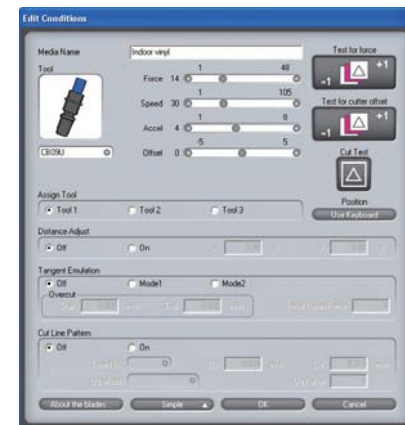 Edit Conditions
Media Name Indoor vinyl Test for force
Tool 1 48
Force 14 -1 +1
1 105
Speed 30 Test for cutter offset
1 8
Accel 4 -1 +1
-5 5
CB09U Offset 0 Cut Test
Assign Tool Position
Tool 1 Tool 2 Tool 3 Use Keyboard
Distance Adjust
Off On
Tangent Emulation
Off Mode1 Mode2
Overcut
Cut Line Pattern
Off On
About the blades Simple OK Cancel